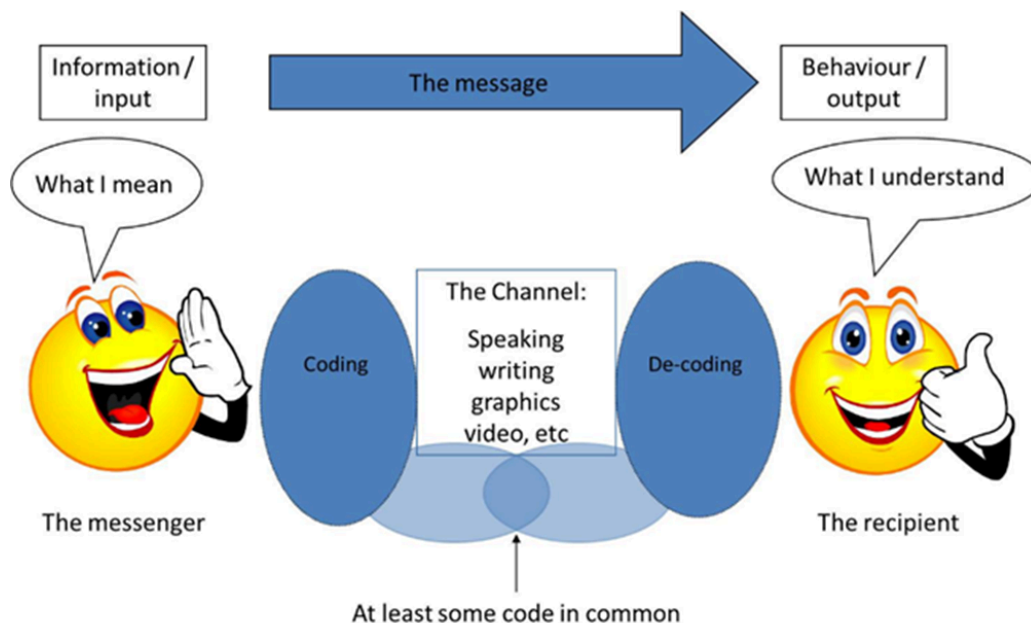 Information /
input
The message
Behaviour /
output
What I mean
What I understand
The Channel:
Speaking
writing
graphics
video, etc
Coding
De-coding
The messenger
The recipient
At least some code in common